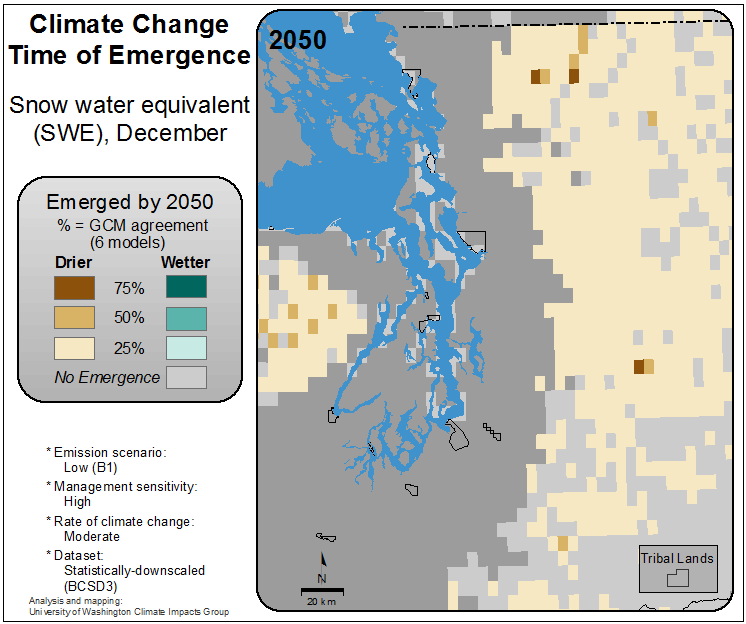 Climate Change
Time of Emergence
Snow water equivalent
(SWE), December
Emerged by 2050
% = GCM agreement
(6 models)
Drier Wetter
75%
50%
25%
No Emergence
* Emission scenario:
Low (B1)
* Management sensitivity:
High
* Rate of climate change:
Moderate
* Dataset:
Statistically-downscaled
(BCSD3)
Analysis and mapping:
University of Washington Climate Impacts Group
2050
N
20 km
Tribal Lands